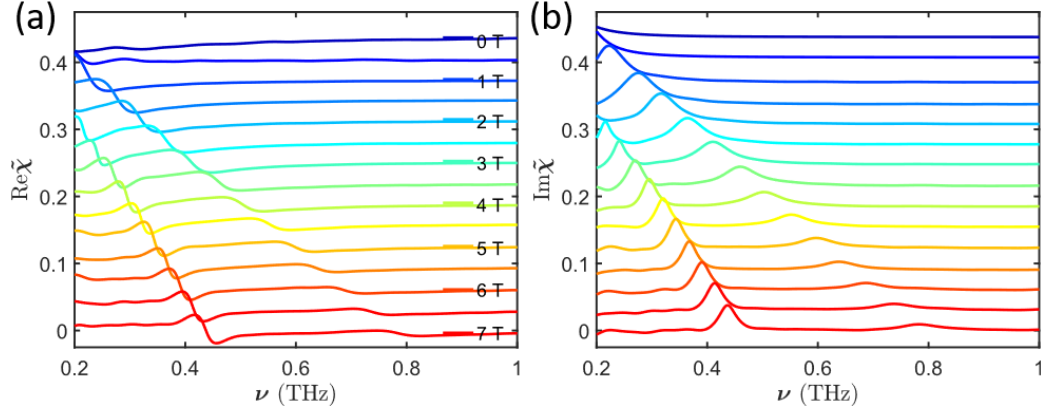 (a)
(b)
0 T
1 T
2 T
3 T
4 T
5 T
6 T
7 T
0.4
0.3
0.2
0.1
0
Reχ̃
0.2 0.4 0.6 0.8 1
ν (THz)
0.4
0.3
0.2
0.1
0
Imχ̃
0.2 0.4 0.6 0.8 1
ν (THz)